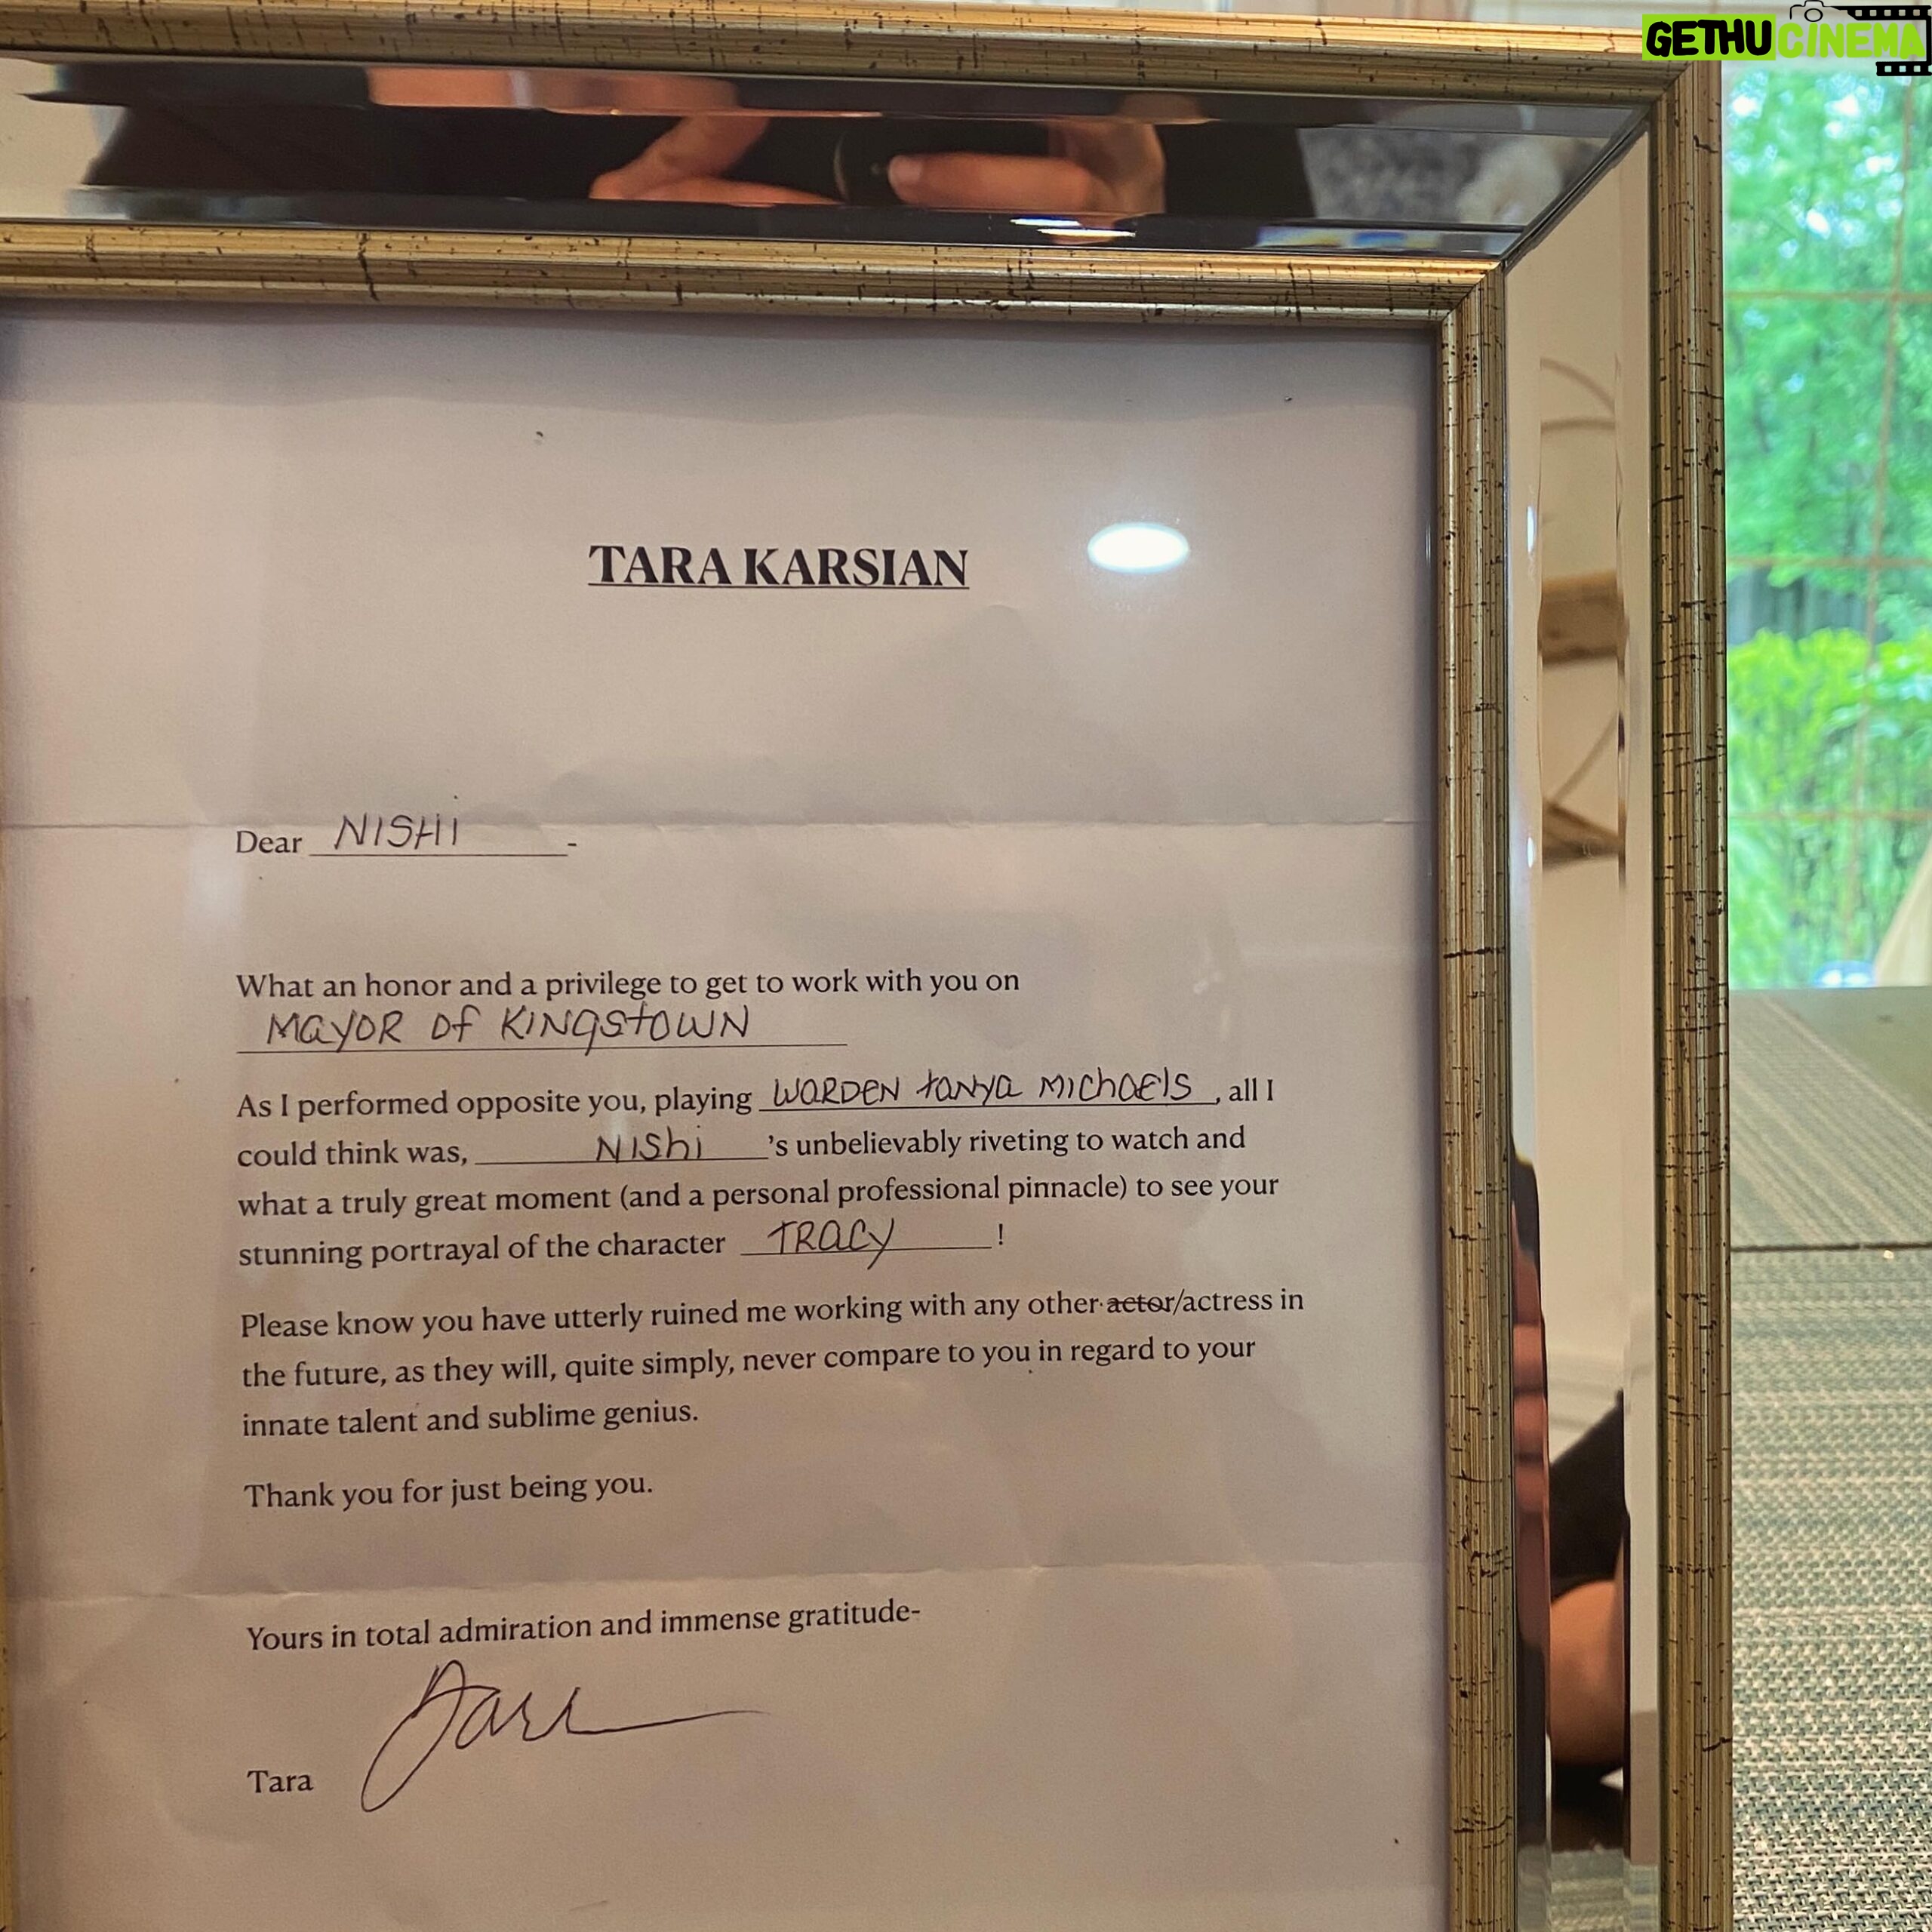 GETHUCINEMA
TARA KARSIAN
Dear NISHI -
What an honor and a privilege to get to work with you on
MAYOR Of KINGSTOWN
As I performed opposite you, playing WARDEN tanya MIChaElS, all I
could think was, NIShi's unbelievably riveting to watch and
what a truly great moment (and a personal professional pinnacle) to see your
stunning portrayal of the character TRACY!
Please know you have utterly ruined me working with any other actor/actress in
the future, as they will, quite simply, never compare to you in regard to your
innate talent and sublime genius.
Thank you for just being you.
Yours in total admiration and immense gratitude-
Tara
Tara